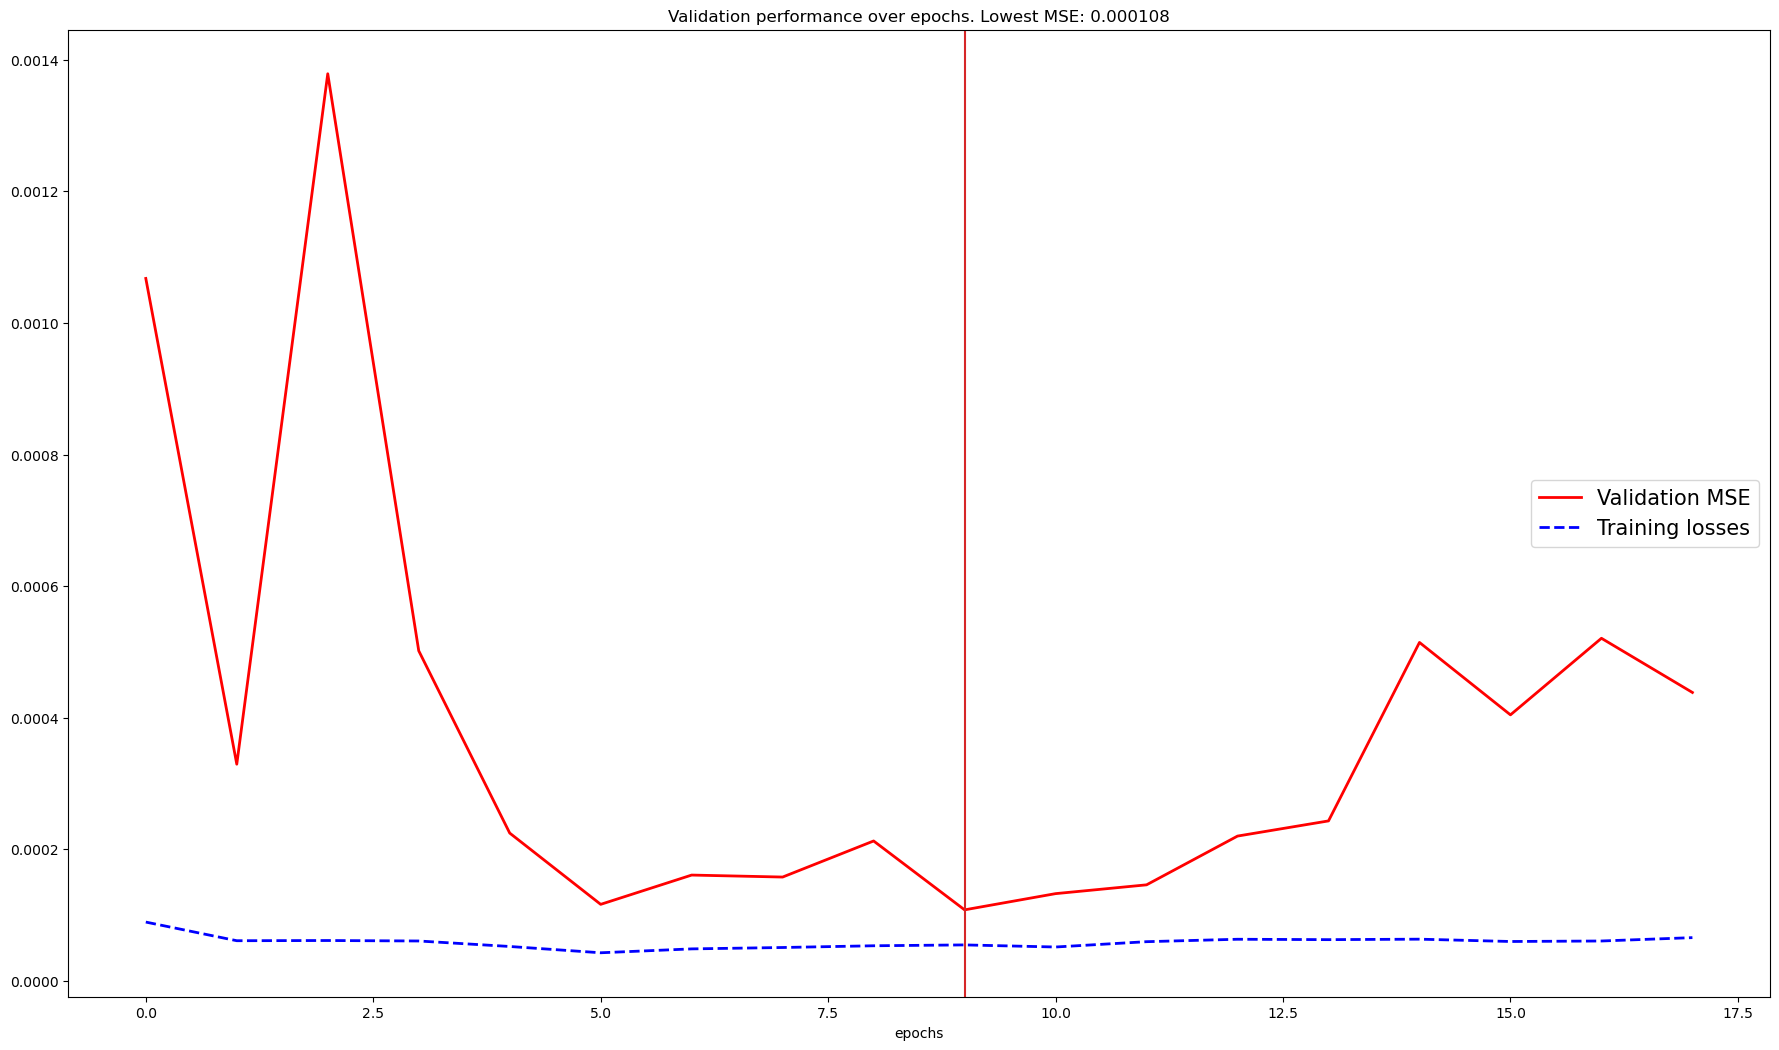 Validation performance over epochs. Lowest MSE: 0.000108
0.0014
0.0012
0.0010
0.0008
0.0006
0.0004
0.0002
0.0000
Validation MSE
Training losses
0.0 2.5 5.0 7.5 10.0 12.5 15.0 17.5
epochs